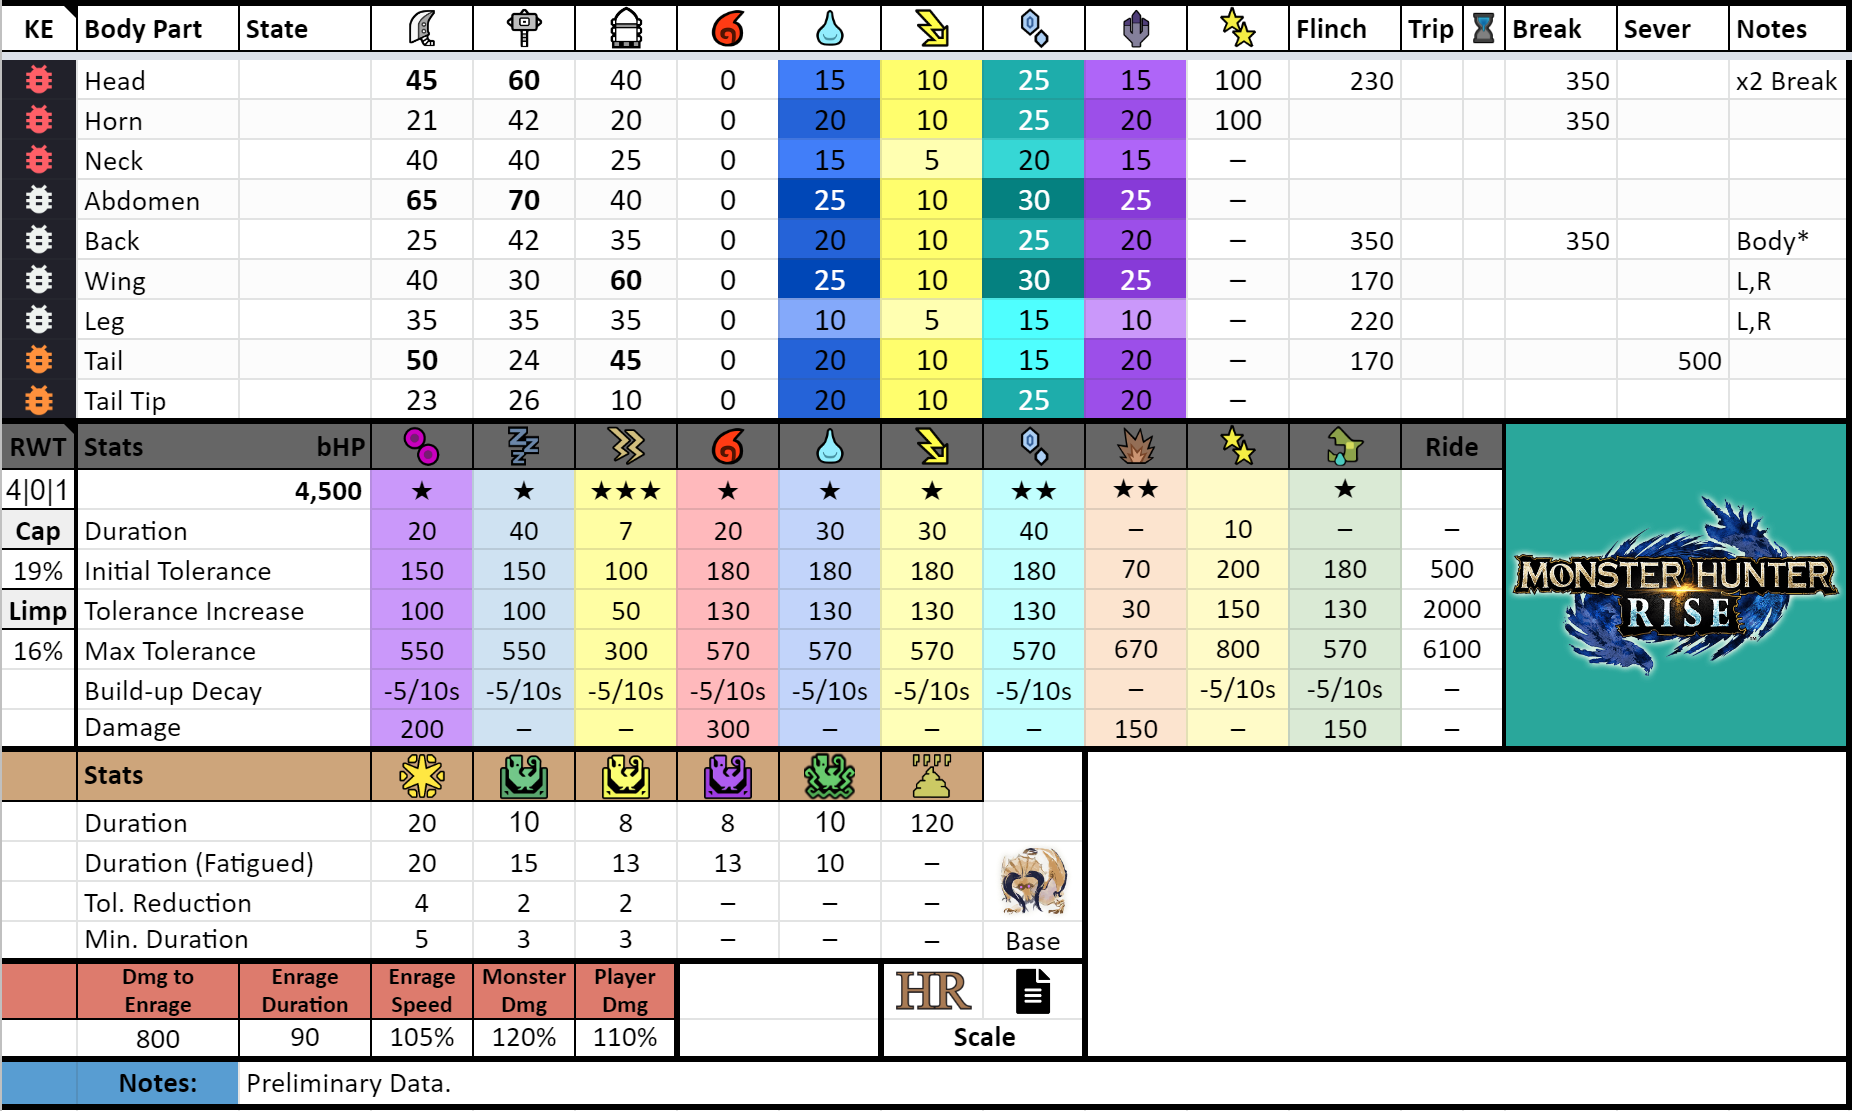 KE Body Part State Flinch Trip Break Sever Notes
Head 45 60 40 0 15 10 25 15 100 230 350 x2 Break
Horn 21 42 20 0 20 10 25 20 100 350
Neck 40 40 25 0 15 5 20 15 –
Abdomen 65 70 40 0 25 10 30 25 –
Back 25 42 35 0 20 10 25 20 – 350 350 Body*
Wing 40 30 60 0 25 10 30 25 – 170 L,R
Leg 35 35 35 0 10 5 15 10 – 220 L,R
Tail 50 24 45 0 20 10 15 20 – 170 500
Tail Tip 23 26 10 0 20 10 25 20 –
RWT Stats bHP Ride
4|0|1 4,500 ★ ★ ★★★ ★ ★ ★ ★★ ★★ ★
Cap Duration 20 40 7 20 30 30 40 – 10 – –
19% Initial Tolerance 150 150 100 180 180 180 180 70 200 180 500
Limp Tolerance Increase 100 100 50 130 130 130 130 30 150 130 2000
16% Max Tolerance 550 550 300 570 570 570 570 670 800 570 6100
Build-up Decay -5/10s -5/10s -5/10s -5/10s -5/10s -5/10s -5/10s – -5/10s -5/10s –
Damage 200 – – 300 – – – 150 – 150 –
MONSTER HUNTER
RISE
Stats
Duration 20 10 8 8 10 120
Duration (Fatigued) 20 15 13 13 10 –
Tol. Reduction 4 2 2 – – –
Min. Duration 5 3 3 – – – Base
Dmg to Enrage Enrage Monster Player
Enrage Duration Speed Dmg Dmg HR
800 90 105% 120% 110% Scale
Notes: Preliminary Data.